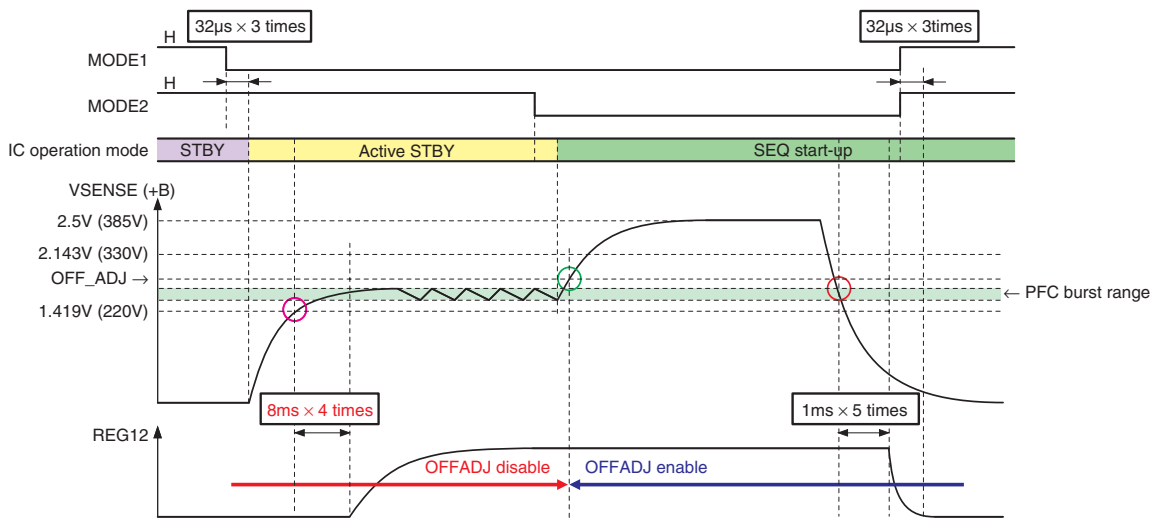 32µs × 3 times
32µs × 3times
H
MODE1
H
MODE2
IC operation mode
STBY
Active STBY
SEQ start-up
VSENSE (+B)
2.5V (385V)
2.143V (330V)
OFF_ADJ →
← PFC burst range
1.419V (220V)
8ms × 4 times
1ms × 5 times
REG12
OFFADJ disable
OFFADJ enable